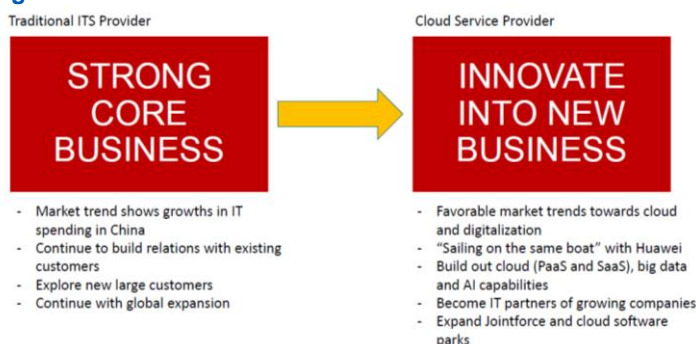 Traditional ITS Provider
STRONG
CORE
BUSINESS
- Market trend shows growths in IT
spending in China
- Continue to build relations with existing
customers
- Explore new large customers
- Continue with global expansion
Cloud Service Provider
INNOVATE
INTO NEW
BUSINESS
- Favorable market trends towards cloud
and digitalization
- “Sailing on the same boat” with Huawei
- Build out cloud (PaaS and SaaS), big data
and AI capabilities
- Become IT partners of growing companies
- Expand Jointforce and cloud software
parks